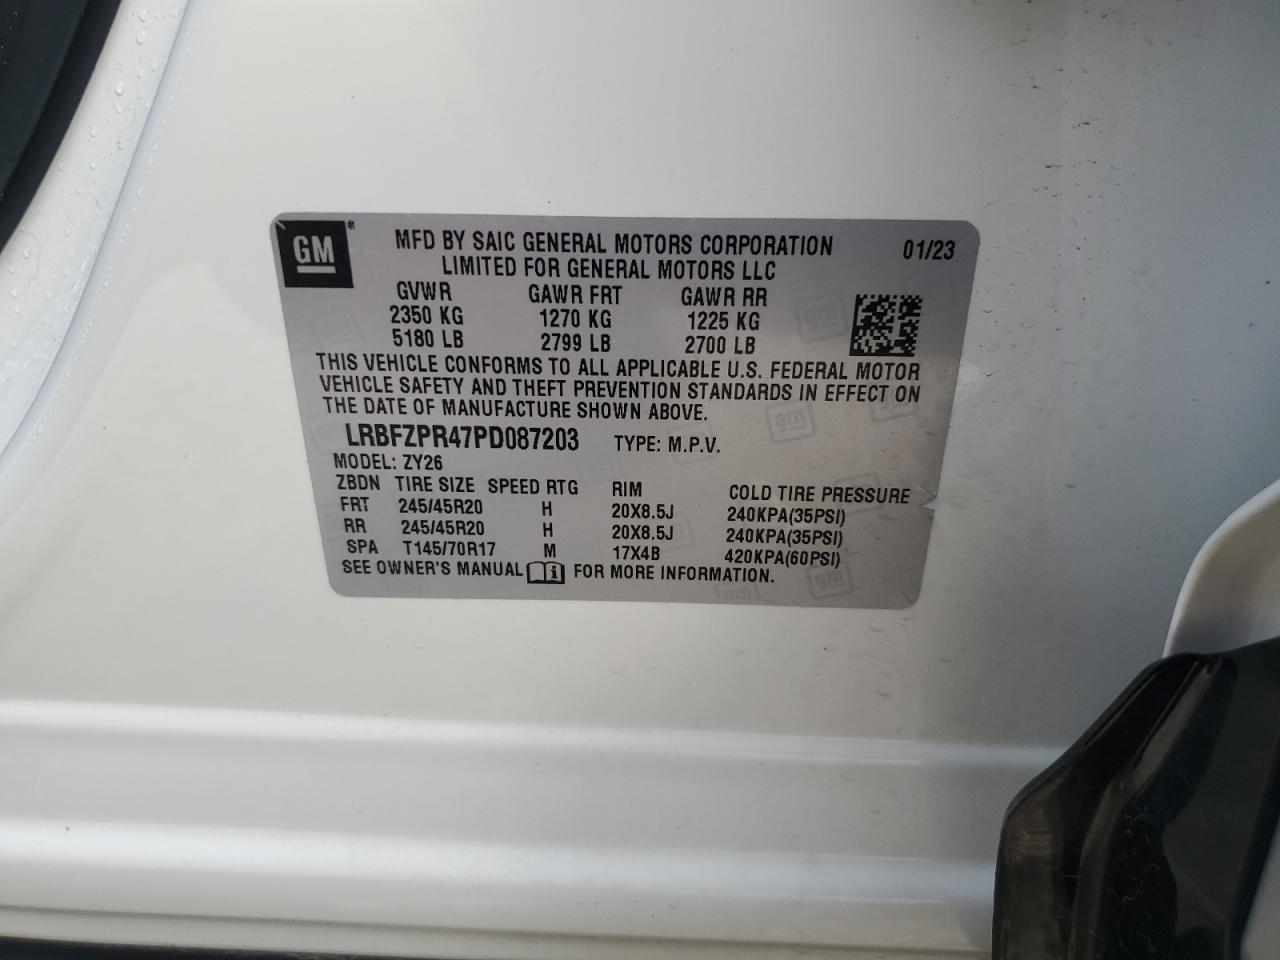 GM ® MFD BY SAIC GENERAL MOTORS CORPORATION 01/23
LIMITED FOR GENERAL MOTORS LLC
GVWR GAWR FRT GAWR RR
2350 KG 1270 KG 1225 KG
5180 LB 2799 LB 2700 LB
THIS VEHICLE CONFORMS TO ALL APPLICABLE U.S. FEDERAL MOTOR
VEHICLE SAFETY AND THEFT PREVENTION STANDARDS IN EFFECT ON
THE DATE OF MANUFACTURE SHOWN ABOVE.
LRBFZPR47PD087203 TYPE: M.P.V.
MODEL: ZY26
ZBDN TIRE SIZE SPEED RTG RIM COLD TIRE PRESSURE
FRT 245/45R20 H 20X8.5J 240KPA(35PSI)
RR 245/45R20 H 20X8.5J 240KPA(35PSI)
SPA T145/70R17 M 17X4B 420KPA(60PSI)
SEE OWNER'S MANUAL i FOR MORE INFORMATION.